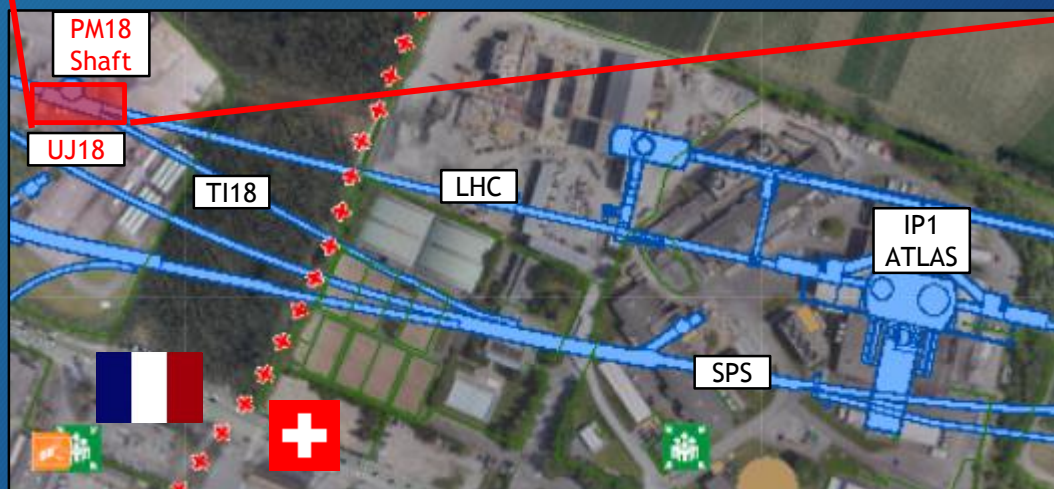 PM18
Shaft
UJ18
TI18
LHC
IP1
ATLAS
SPS